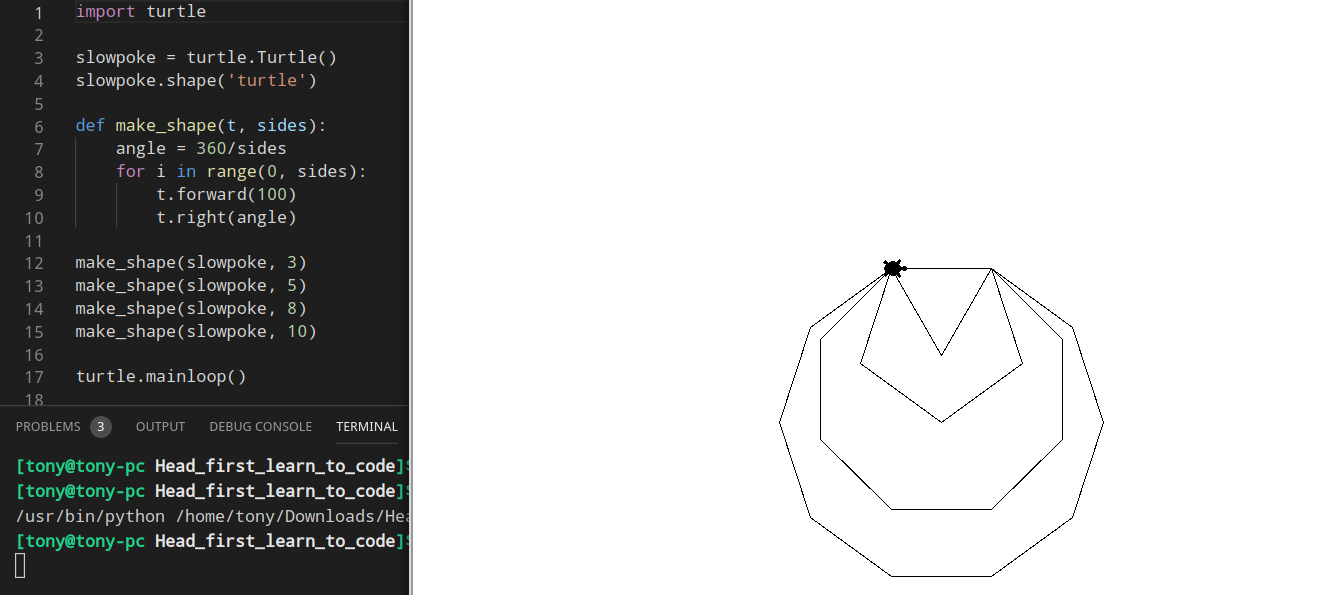 1 import turtle
2
3 slowpoke = turtle.Turtle()
4 slowpoke.shape('turtle')
5
6 def make_shape(t, sides):
7     angle = 360/sides
8     for i in range(0, sides):
9         t.forward(100)
10         t.right(angle)
11
12 make_shape(slowpoke, 3)
13 make_shape(slowpoke, 5)
14 make_shape(slowpoke, 8)
15 make_shape(slowpoke, 10)
16
17 turtle.mainloop()
18
PROBLEMS 3 OUTPUT DEBUG CONSOLE TERMINAL
[tony@tony-pc Head_first_learn_to_code]$
[tony@tony-pc Head_first_learn_to_code]$
/usr/bin/python /home/tony/Downloads/Hea
[tony@tony-pc Head_first_learn_to_code]$